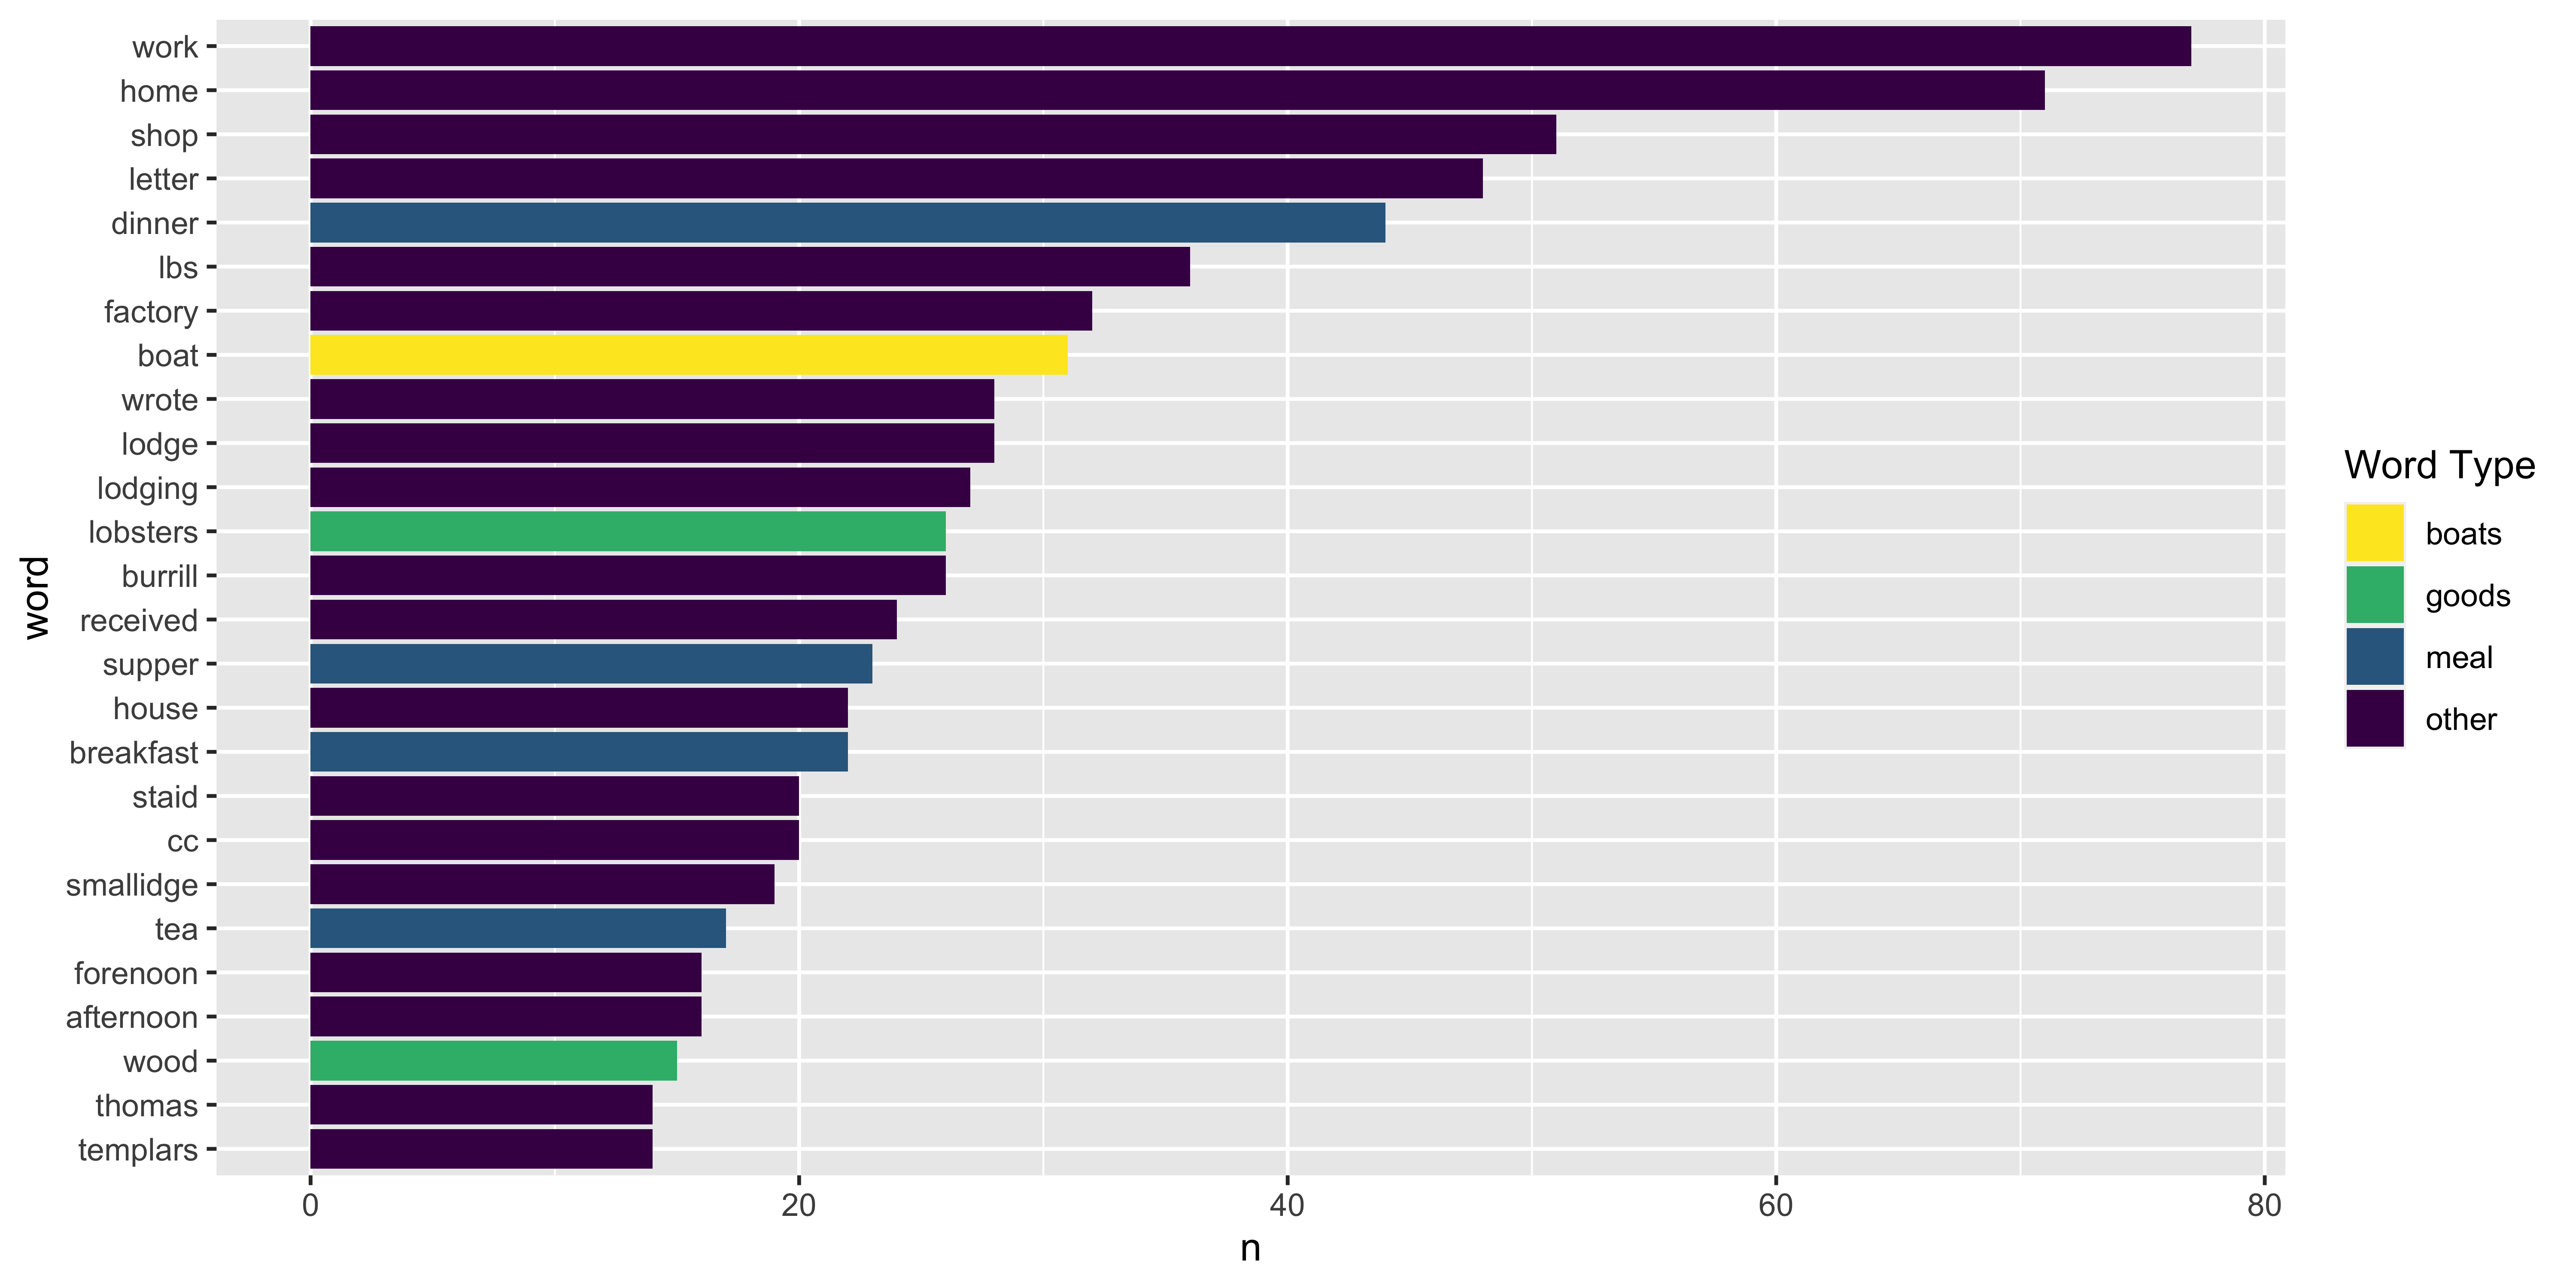 work
home
shop
letter
dinner
lbs
factory
boat
wrote
lodge
lodging
lobsters
burrill
received
supper
house
breakfast
staid
cc
smallidge
tea
forenoon
afternoon
wood
thomas
templars
word
0 20 40 60 80
n
Word Type
boats
goods
meal
other